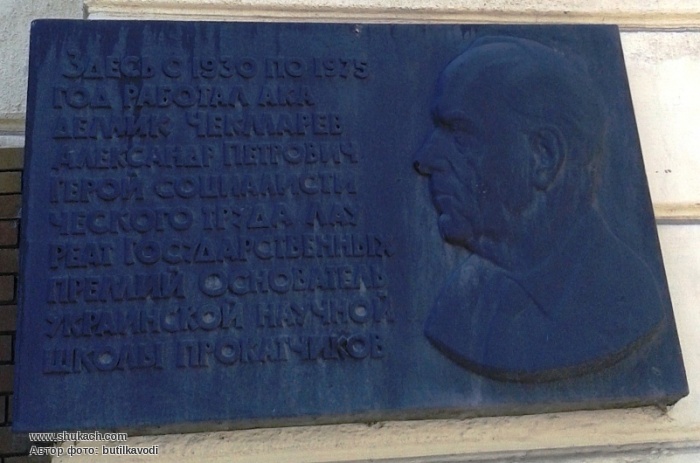 Здесь с 1930 по 1975
год работал ака
демик Чекмарев
Александр Петрович
Герой Социалисти
ческого труда лау
реат Государственных
премий Основатель
украинской научной
школы прокатчиков
www.shukach.com
Автор фото: butilkavodi